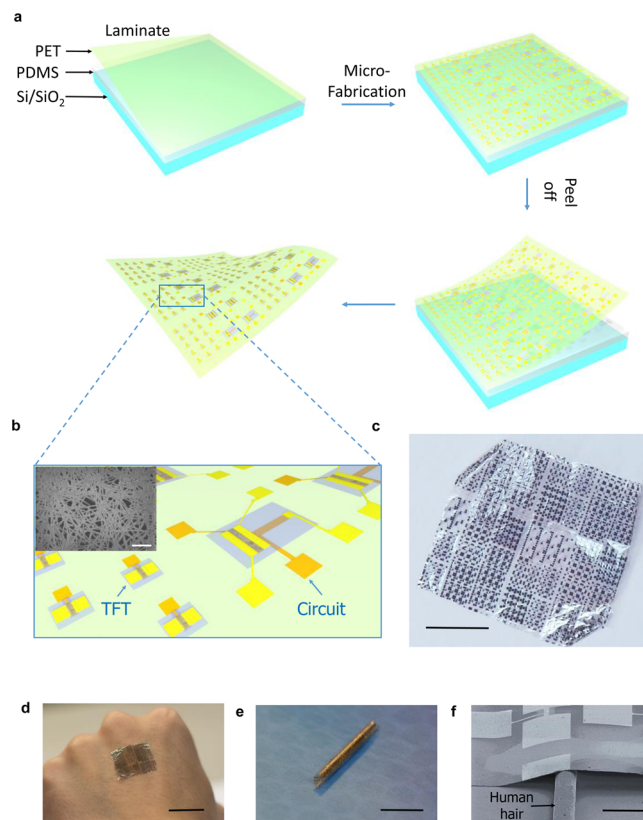 a
Laminate
PET
PDMS
Si/SiO₂
Micro-
Fabrication
Peel
off
b
TFT
Circuit
c
d
e
f
Human
hair